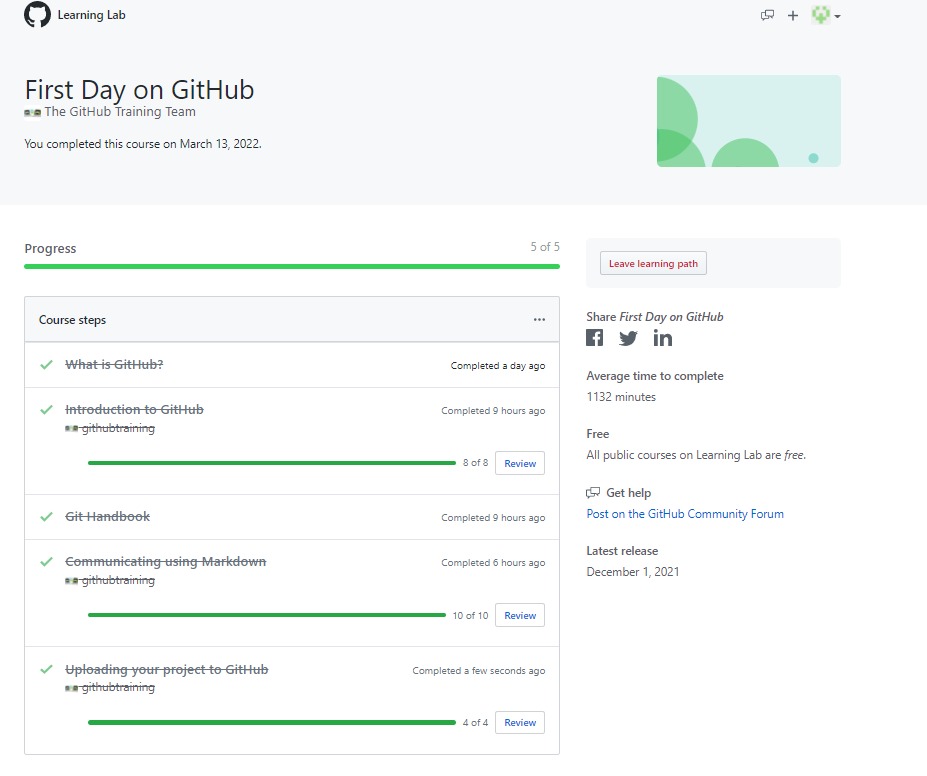 Learning Lab
First Day on GitHub
The GitHub Training Team
You completed this course on March 13, 2022.
Progress
5 of 5
Course steps
What is GitHub?
Completed a day ago
Introduction to GitHub
Completed 9 hours ago
githubtraining
8 of 8
Review
Git Handbook
Completed 9 hours ago
Communicating using Markdown
Completed 6 hours ago
githubtraining
10 of 10
Review
Uploading your project to GitHub
Completed a few seconds ago
githubtraining
4 of 4
Review
Leave learning path
Share First Day on GitHub
Average time to complete
1132 minutes
Free
All public courses on Learning Lab are free.
Get help
Post on the GitHub Community Forum
Latest release
December 1, 2021